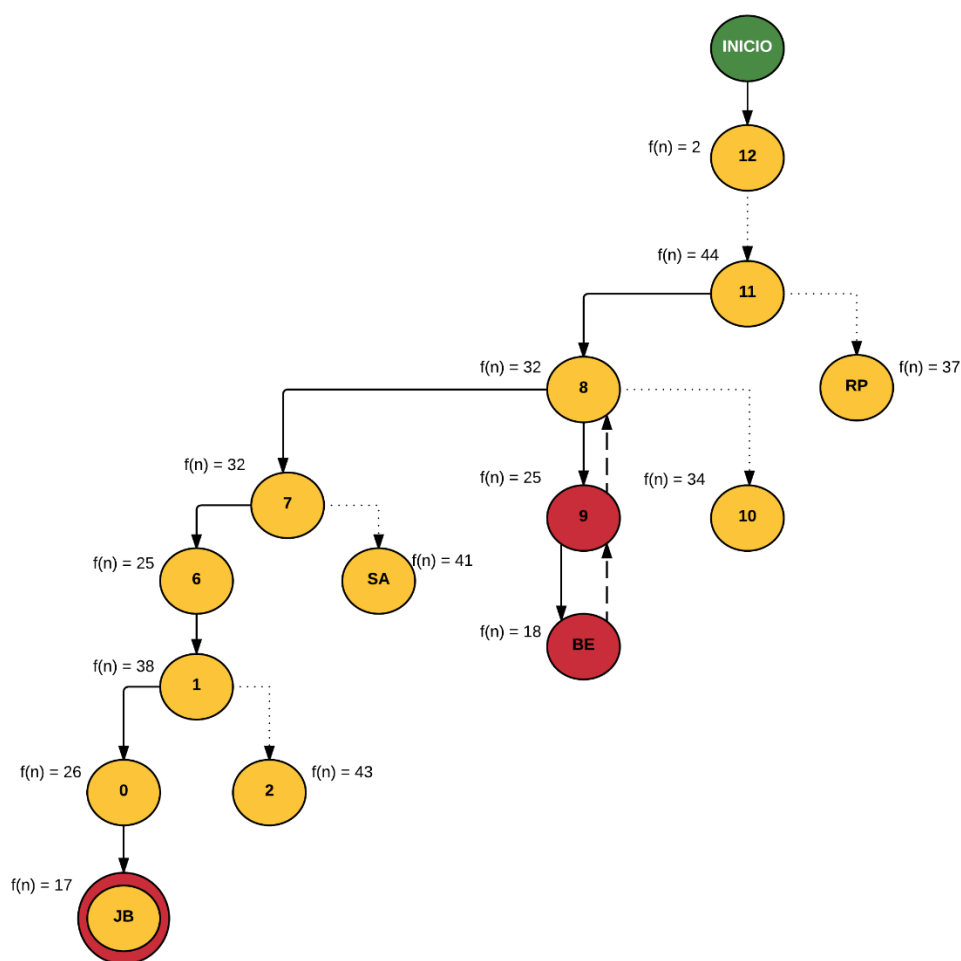 INICIO
f(n) = 2
12
f(n) = 44
11
f(n) = 32
8
RP
f(n) = 37
f(n) = 32
7
f(n) = 25
9
f(n) = 34
10
f(n) = 25
6
SA
f(n) = 41
f(n) = 18
BE
f(n) = 38
1
f(n) = 26
0
2
f(n) = 43
f(n) = 17
JB